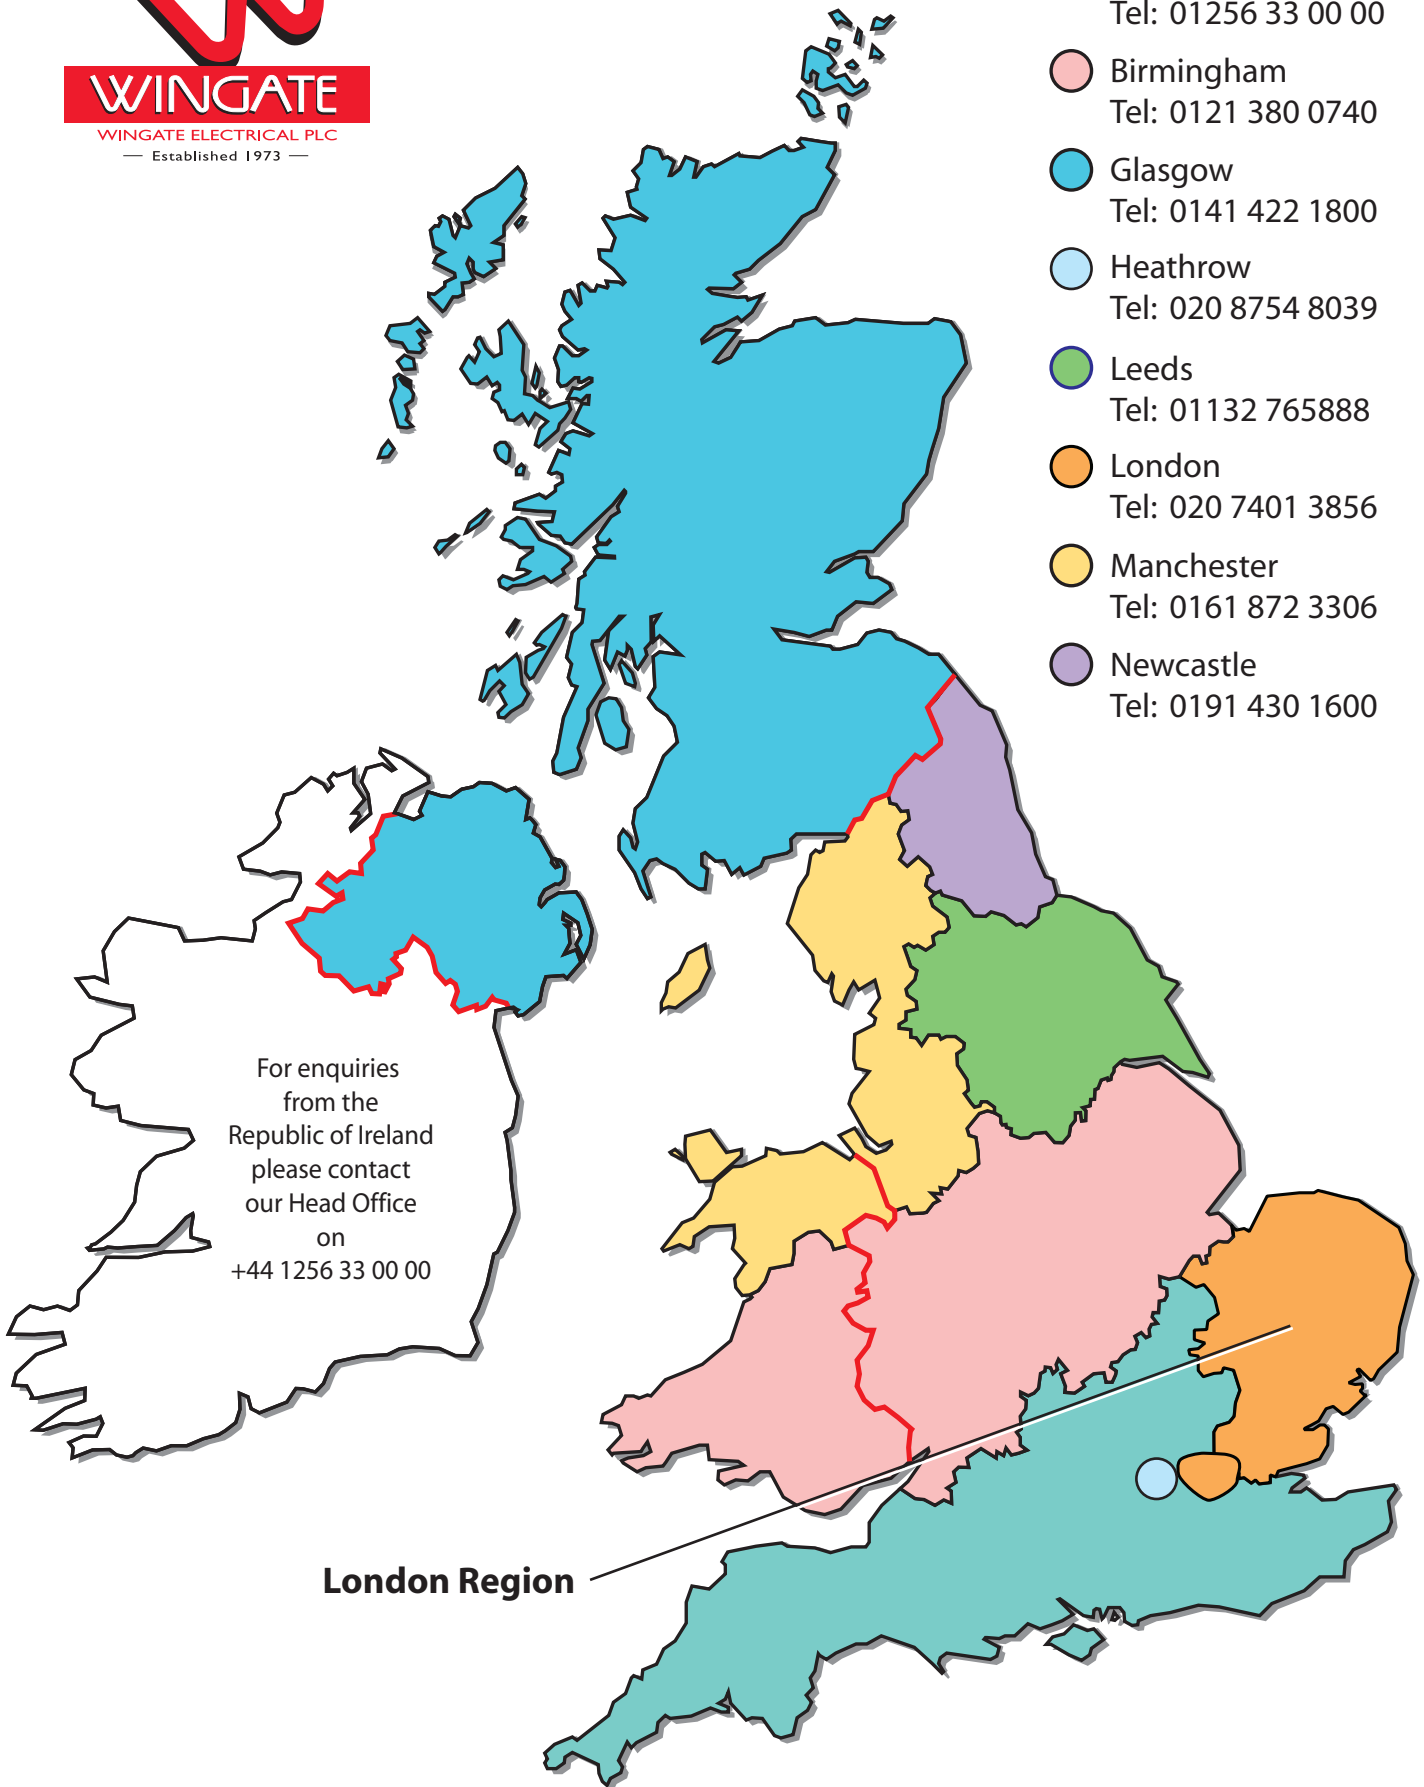 WINGATE
WINGATE ELECTRICAL PLC
— Established 1973 —
Tel: 01256 33 00 00
Birmingham
Tel: 0121 380 0740
Glasgow
Tel: 0141 422 1800
Heathrow
Tel: 020 8754 8039
Leeds
Tel: 01132 765888
London
Tel: 020 7401 3856
Manchester
Tel: 0161 872 3306
Newcastle
Tel: 0191 430 1600
For enquiries
from the
Republic of Ireland
please contact
our Head Office
on
+44 1256 33 00 00
London Region